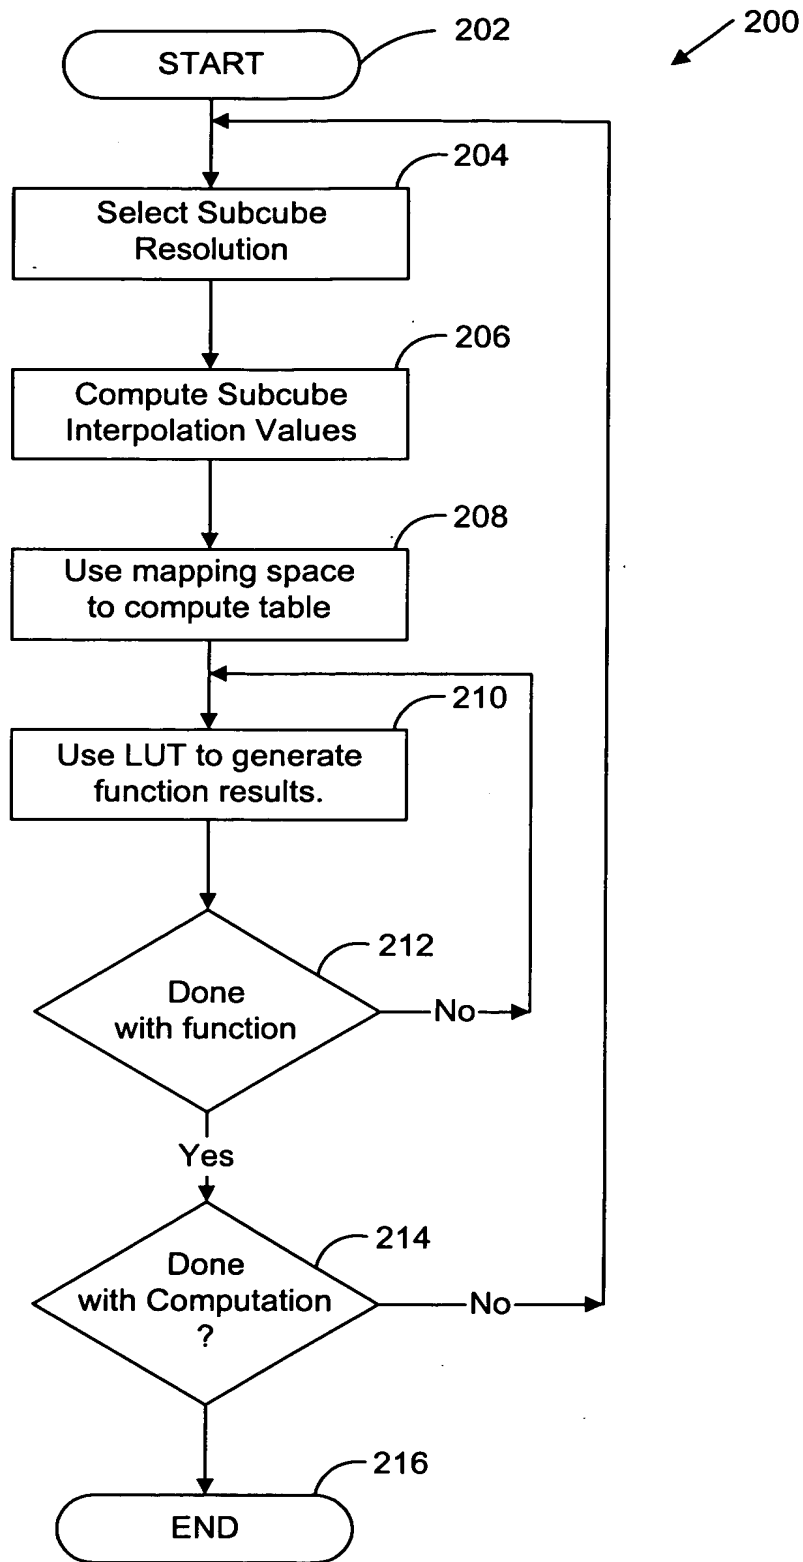 200
202
START
204
Select Subcube
Resolution
206
Compute Subcube
Interpolation Values
208
Use mapping space
to compute table
210
Use LUT to generate
function results.
212
Done
with function
No
Yes
214
Done
with Computation
?
No
216
END